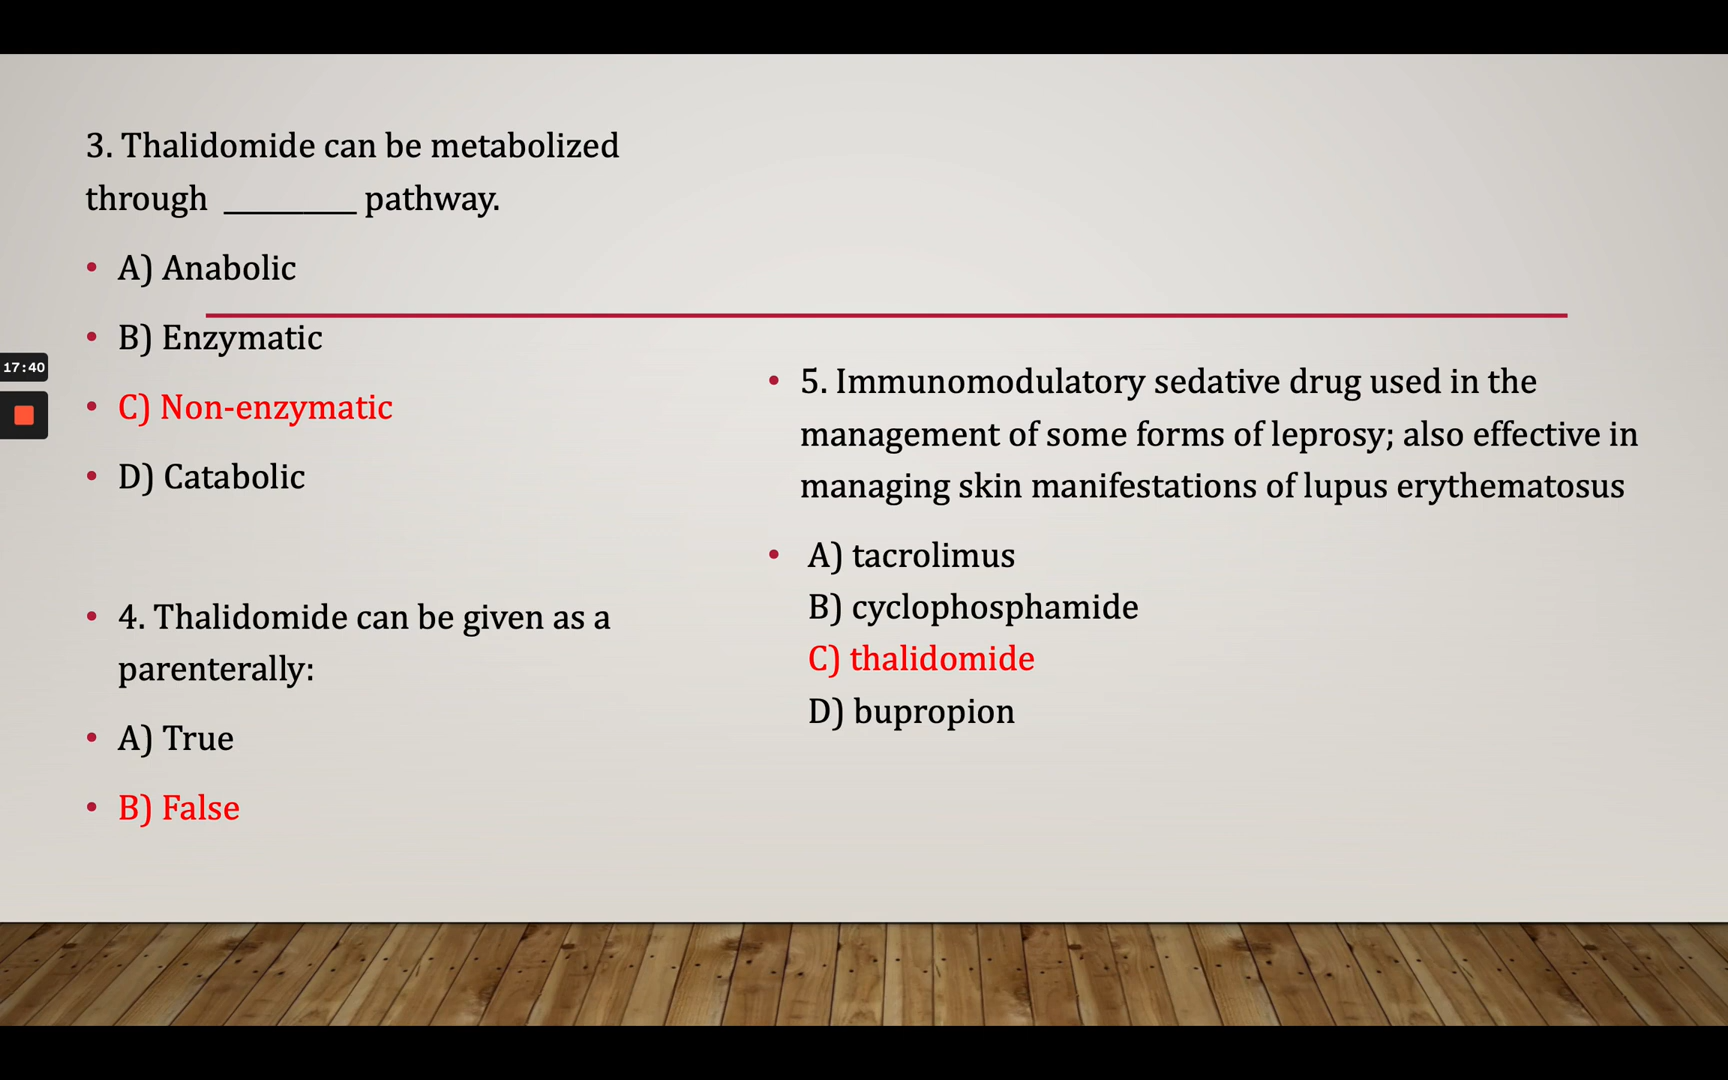 3. Thalidomide can be metabolized
through __________ pathway.
• A) Anabolic
• B) Enzymatic
• C) Non-enzymatic
• D) Catabolic
• 4. Thalidomide can be given as a
parenterally:
• A) True
• B) False
• 5. Immunomodulatory sedative drug used in the
management of some forms of leprosy; also effective in
managing skin manifestations of lupus erythematosus
• A) tacrolimus
B) cyclophosphamide
C) thalidomide
D) bupropion
17:40